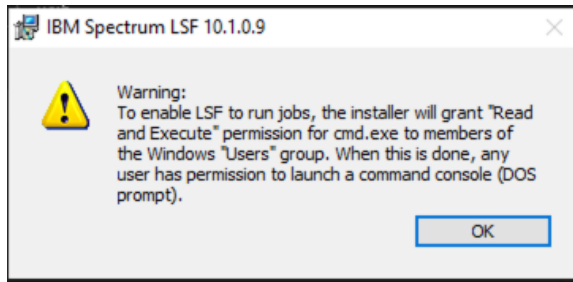 IBM Spectrum LSF 10.1.0.9
Warning:
To enable LSF to run jobs, the installer will grant "Read
and Execute" permission for cmd.exe to members of
the Windows "Users" group. When this is done, any
user has permission to launch a command console (DOS
prompt).
OK